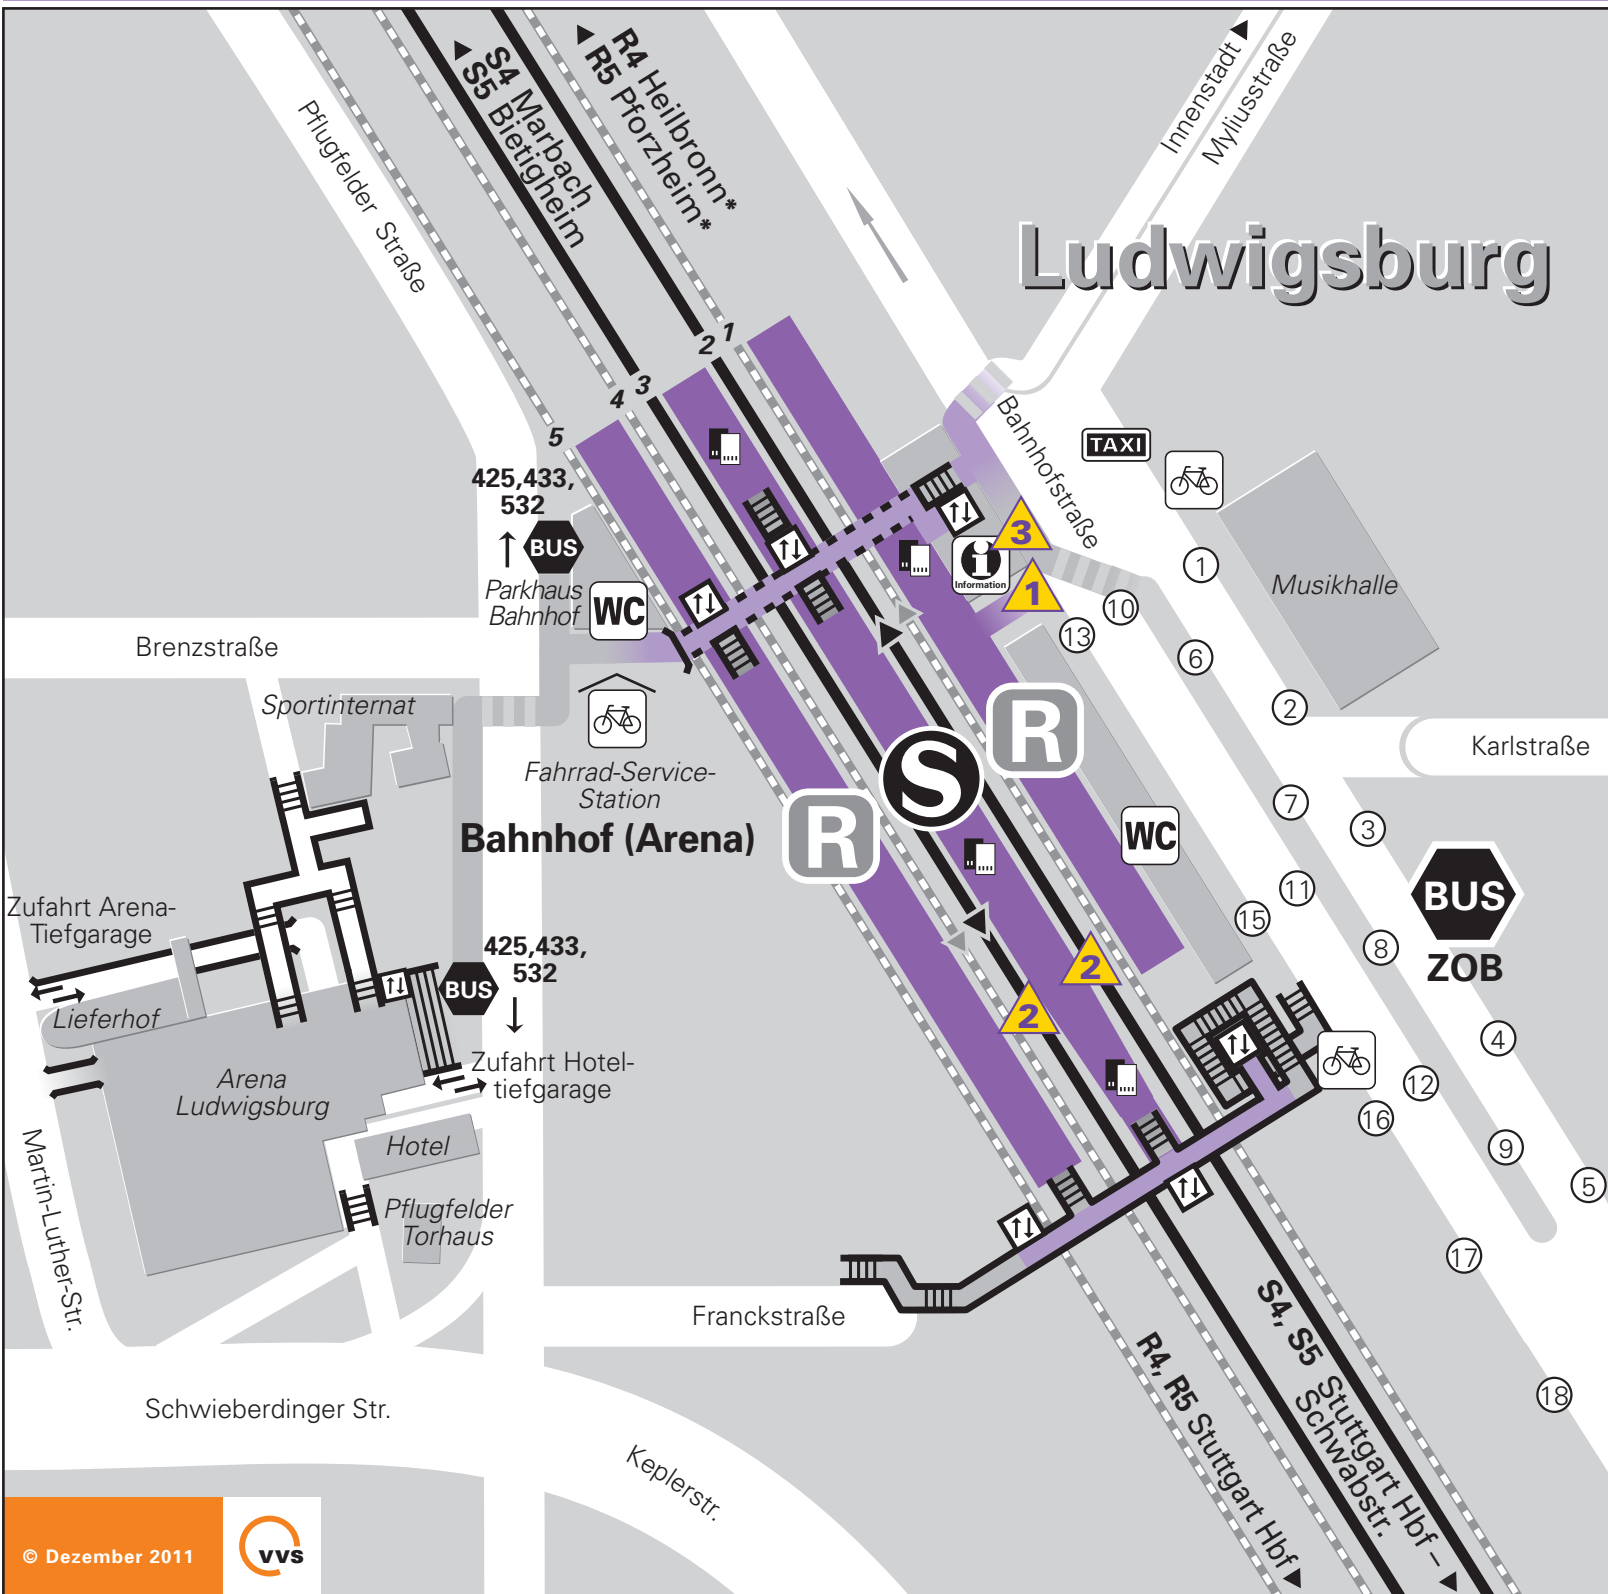 S4 Marbach
S5 Bietigheim
R4 Heilbronn*
R5 Pforzheim*
Innenstadt
Myliusstraße
Pflugfelder Straße
Ludwigsburg
1
2
3
4
5
Bahnhofstraße
TAXI
425,433,
532
BUS
Parkhaus
Bahnhof
WC
i
Information
3
1
1
Musikhalle
10
13
6
Brenzstraße
Sportinternat
2
Karlstraße
Fahrrad-Service-
Station
Bahnhof (Arena)
R
S
R
WC
7
3
11
15
8
BUS
ZOB
Zufahrt Arena-
Tiefgarage
425,433,
532
BUS
Lieferhof
2
2
4
12
16
9
5
Zufahrt Hotel-
tiefgarage
Arena
Ludwigsburg
Hotel
Pflugfelder
Torhaus
Martin-Luther-Str.
17
18
Franckstraße
S4, S5 Stuttgart Hbf –
Schwabstr.
R4, R5 Stuttgart Hbf
Schwieberdinger Str.
Keplerstr.
© Dezember 2011
vvs